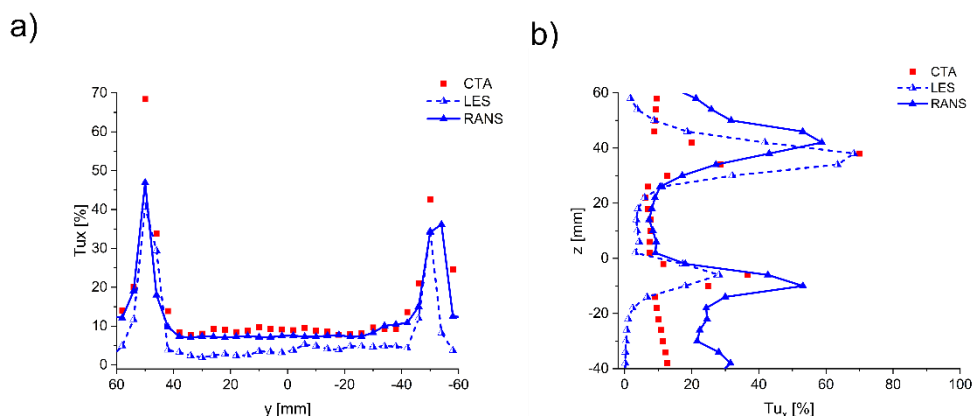 a)
CTA
LES
RANS
70
60
50
40
30
20
10
0
Tux [%]
60 40 20 0 -20 -40 -60
y [mm]
b)
CTA
LES
RANS
60
40
20
0
-20
-40
z [mm]
0 20 40 60 80 100
Tuₓ [%]